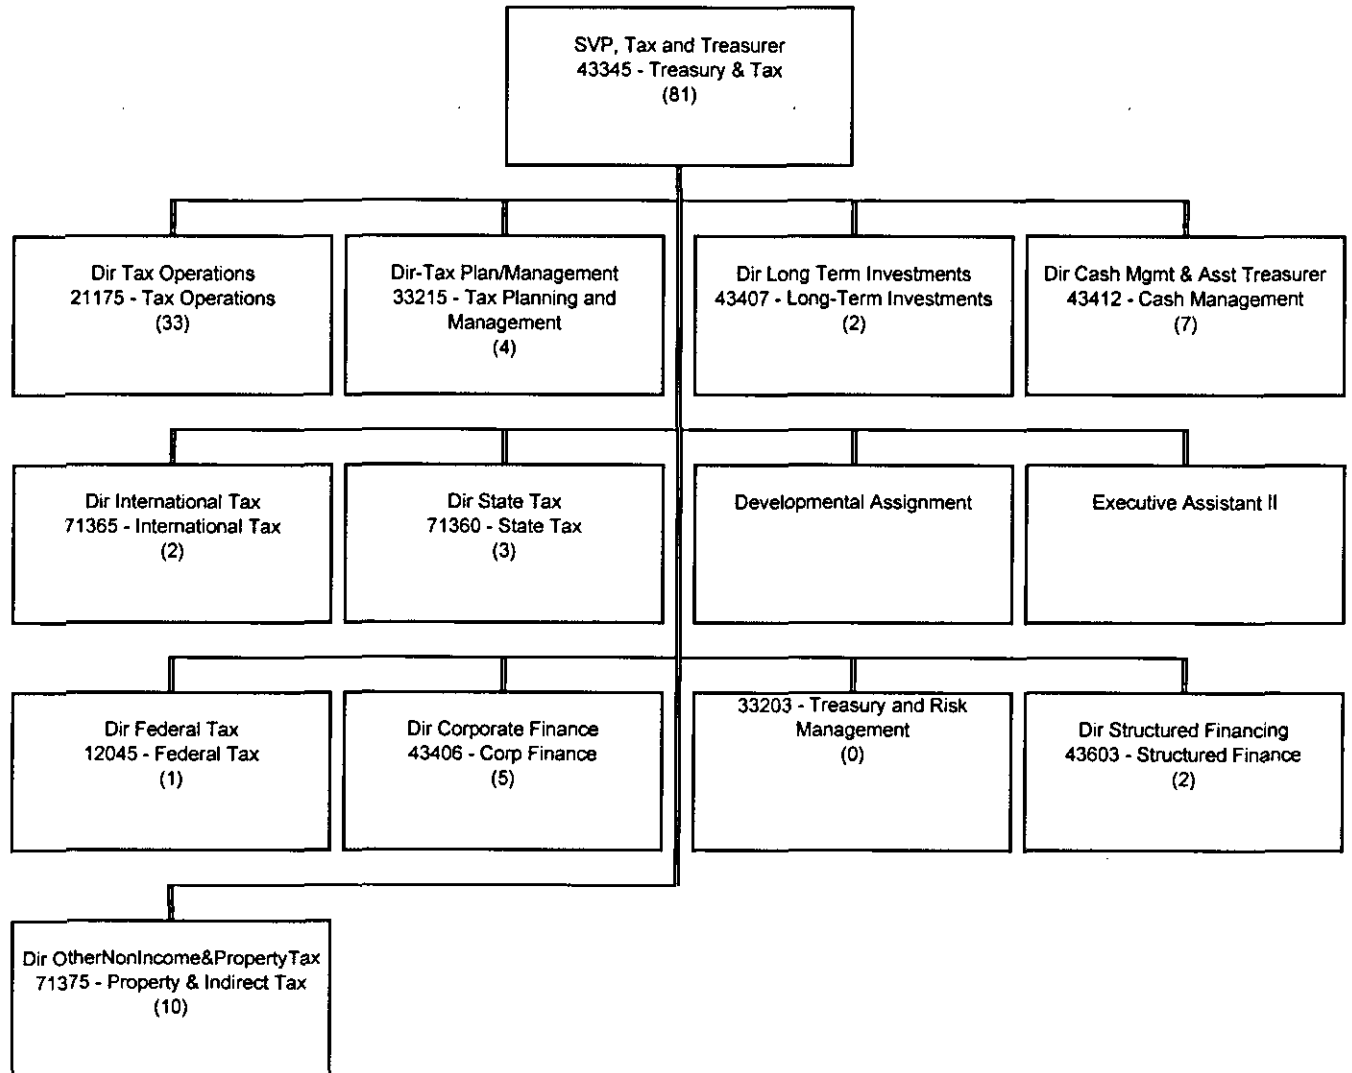 SVP, Tax and Treasurer
43345 - Treasury & Tax
(81)
Dir Tax Operations
21175 - Tax Operations
(33)
Dir-Tax Plan/Management
33215 - Tax Planning and
Management
(4)
Dir Long Term Investments
43407 - Long-Term Investments
(2)
Dir Cash Mgmt & Asst Treasurer
43412 - Cash Management
(7)
Dir International Tax
71365 - International Tax
(2)
Dir State Tax
71360 - State Tax
(3)
Developmental Assignment
Executive Assistant II
Dir Federal Tax
12045 - Federal Tax
(1)
Dir Corporate Finance
43406 - Corp Finance
(5)
33203 - Treasury and Risk
Management
(0)
Dir Structured Financing
43603 - Structured Finance
(2)
Dir OtherNonIncome&PropertyTax
71375 - Property & Indirect Tax
(10)